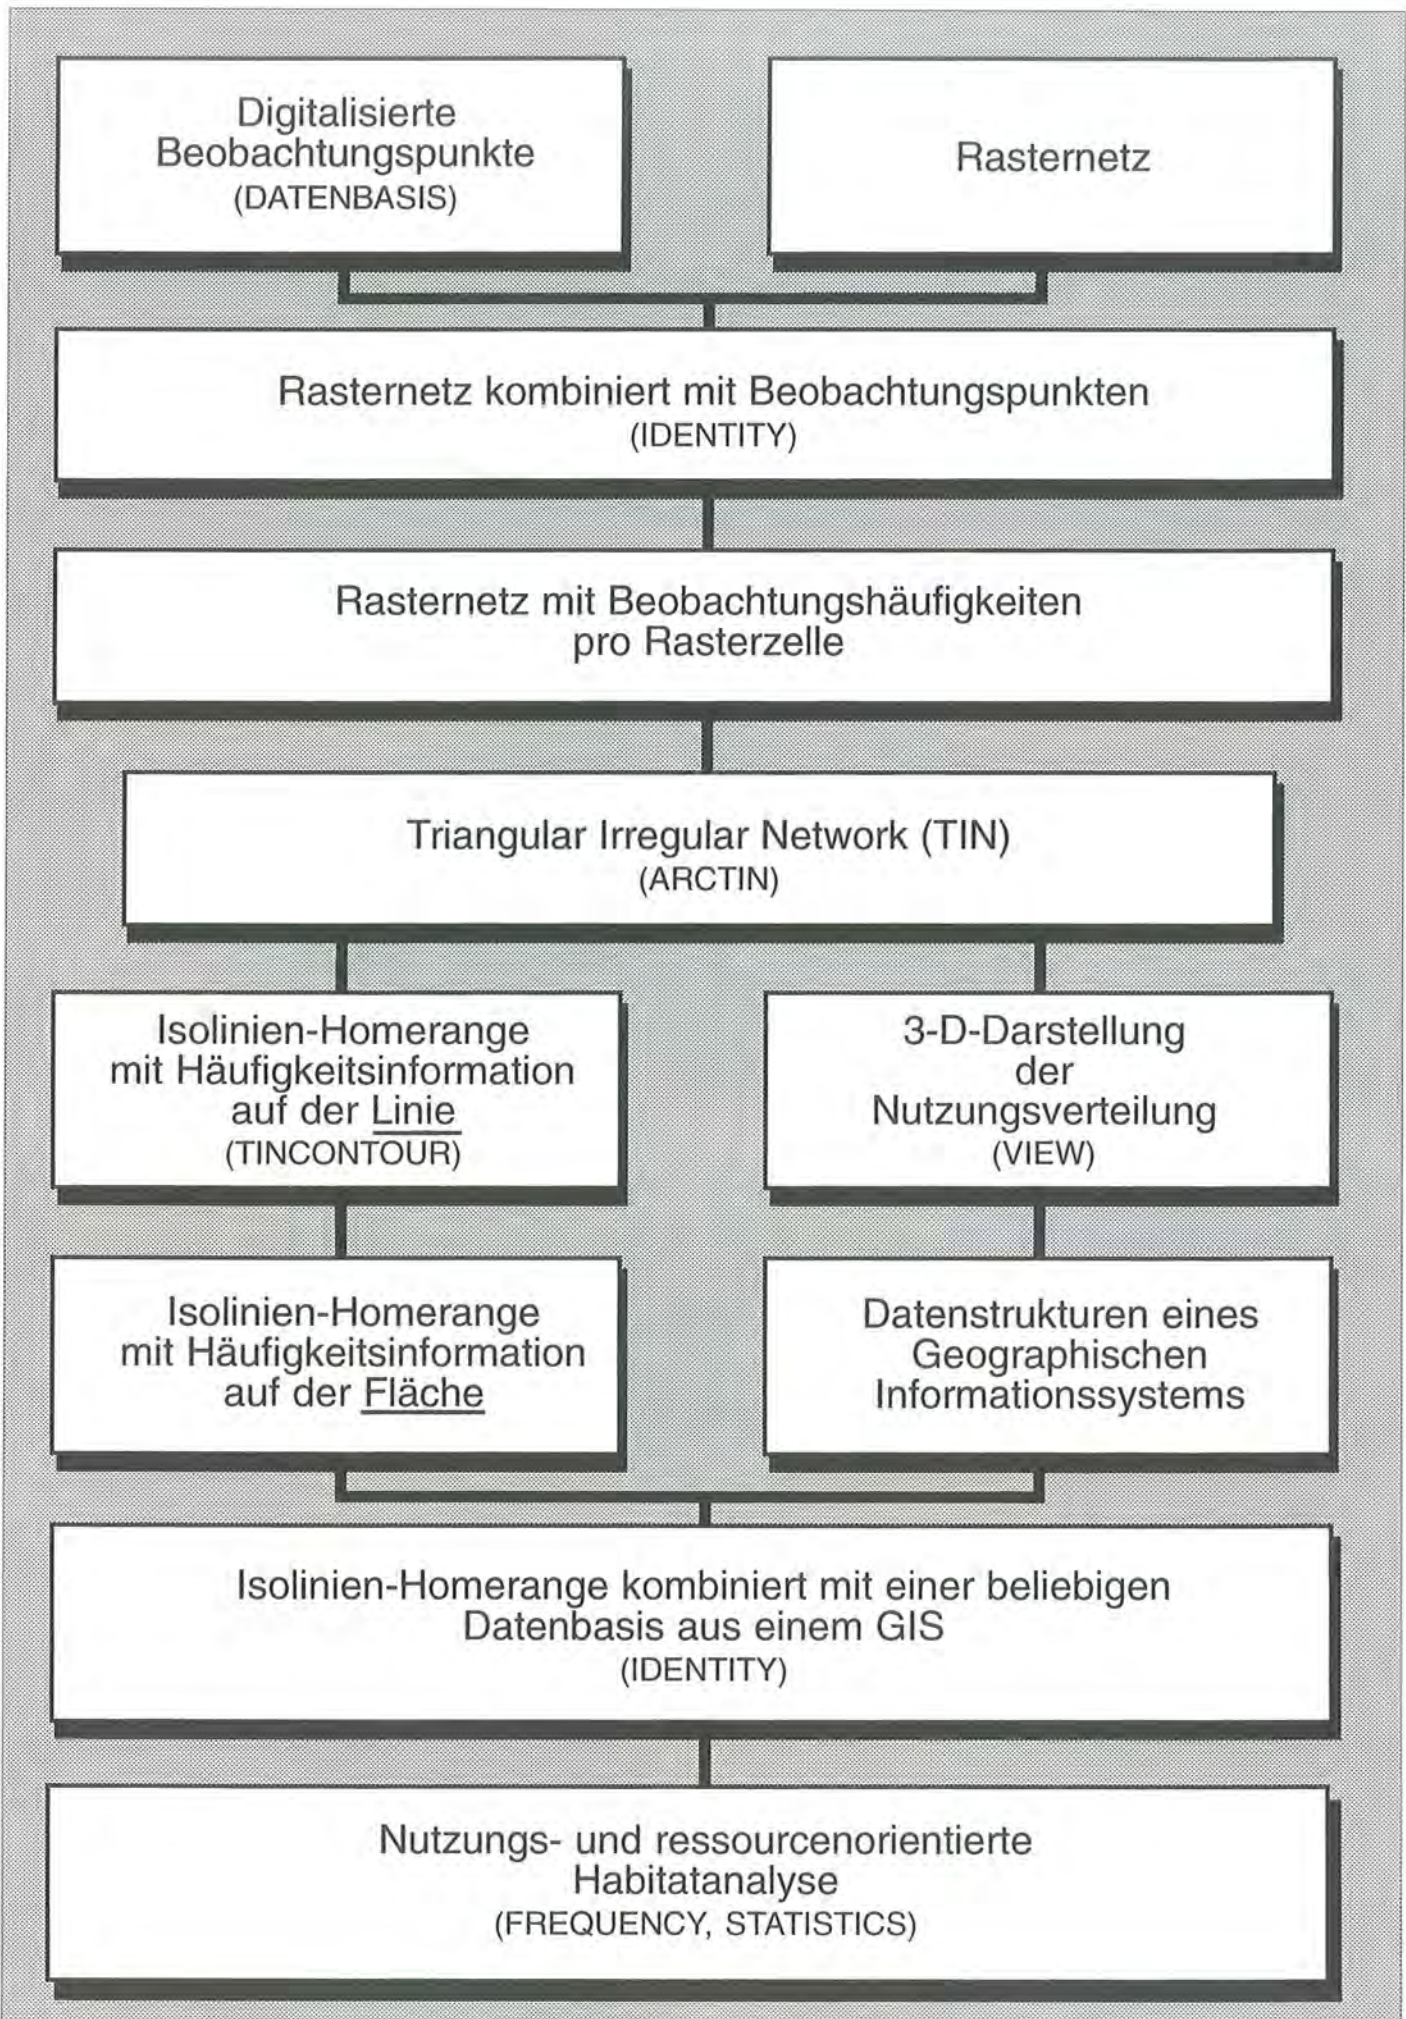 Digitalisierte
Beobachtungspunkte
(DATENBASIS)
Rasternetz
Rasternetz kombiniert mit Beobachtungspunkten
(IDENTITY)
Rasternetz mit Beobachtungshäufigkeiten
pro Rasterzelle
Triangular Irregular Network (TIN)
(ARCTIN)
Isolinien-Homerange
mit Häufigkeitsinformation
auf der Linie
(TINCONTOUR)
3-D-Darstellung
der
Nutzungsverteilung
(VIEW)
Isolinien-Homerange
mit Häufigkeitsinformation
auf der Fläche
Datenstrukturen eines
Geographischen
Informationssystems
Isolinien-Homerange kombiniert mit einer beliebigen
Datenbasis aus einem GIS
(IDENTITY)
Nutzungs- und ressourcenorientierte
Habitatanalyse
(FREQUENCY, STATISTICS)